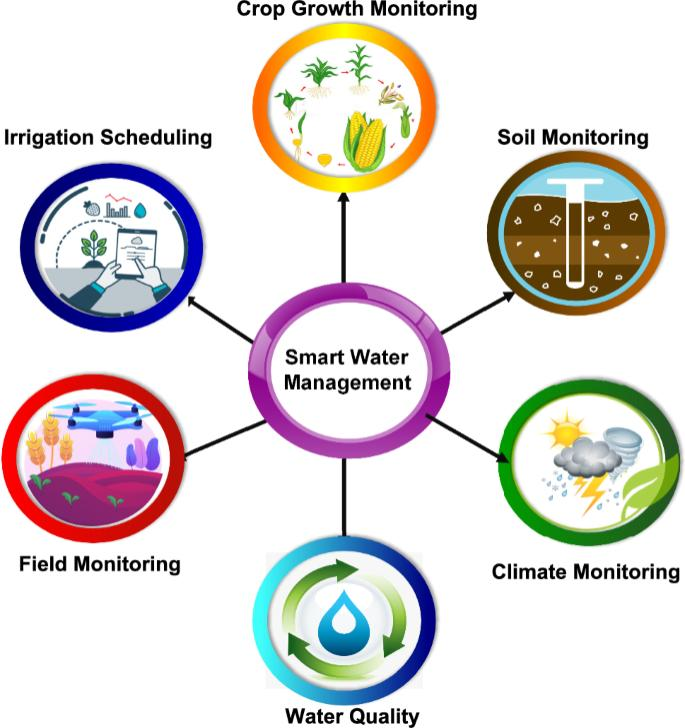 Crop Growth Monitoring
Irrigation Scheduling
Soil Monitoring
Smart Water
Management
Field Monitoring
Climate Monitoring
Water Quality